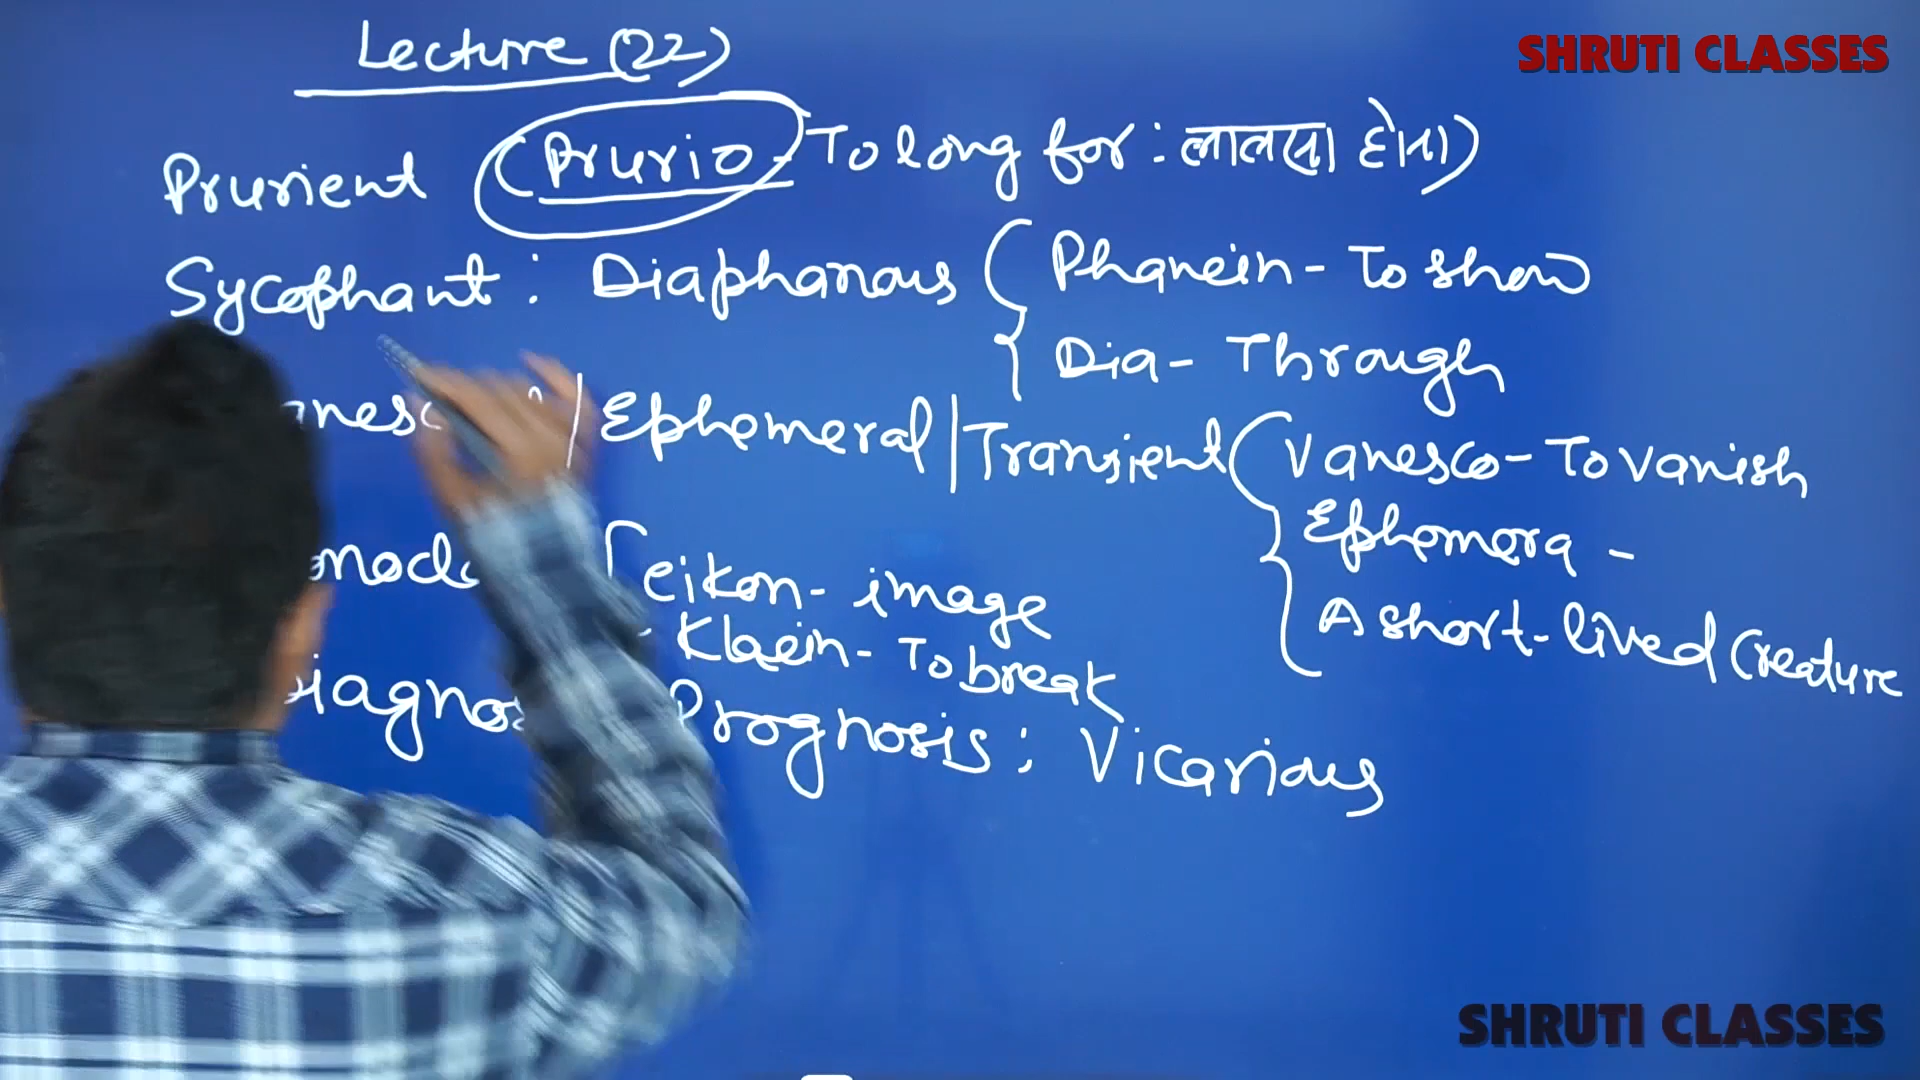 Lecture (22)
SHRUTI CLASSES
Prurient (Prurio - To long for : लालसा होना)
Sycophant : Diaphanous { Phanein - To show
Dia - Through
/ Ephemeral / Transient { Vanesco - To vanish
Ephemera -
A short-lived Creature
eikon - image
Klaein - To break
Prognosis : Vicarious
SHRUTI CLASSES